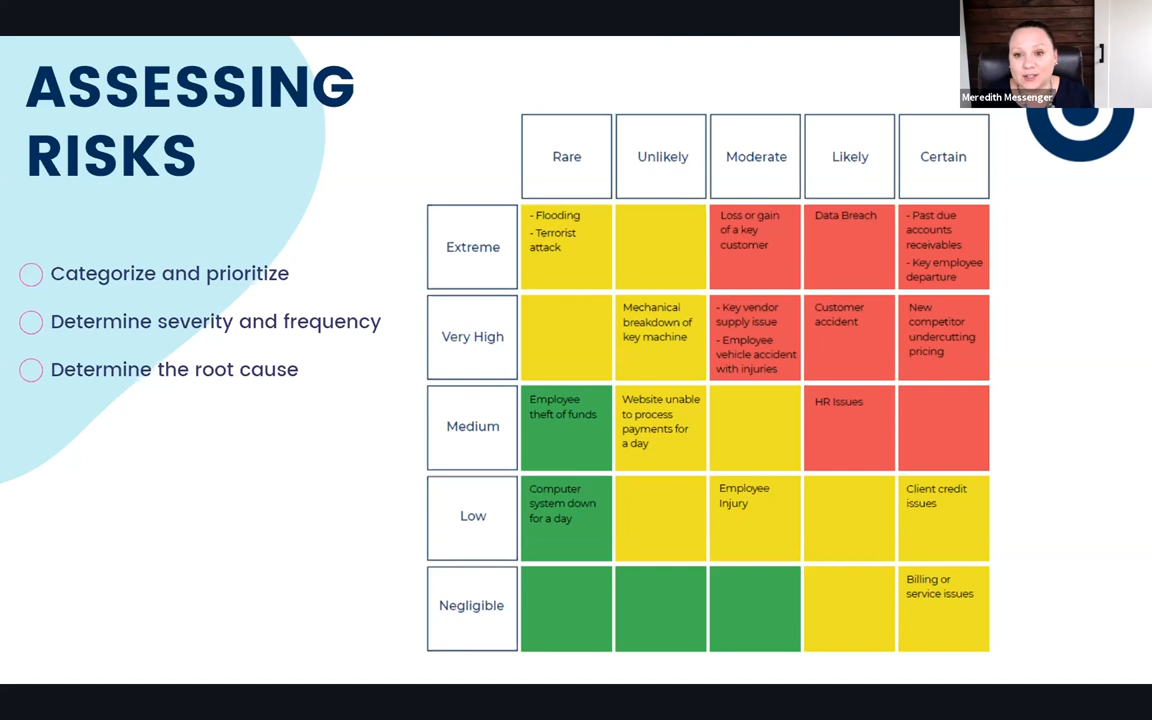 Meredith Messenger
ASSESSING
RISKS
Categorize and prioritize
Determine severity and frequency
Determine the root cause
Rare
Unlikely
Moderate
Likely
Certain
Extreme
- Flooding
- Terrorist
attack
Loss or gain
of a key
customer
Data Breach
- Past due
accounts
receivables
- Key employee
departure
Very High
Mechanical
breakdown of
key machine
- Key vendor
supply issue
- Employee
vehicle accident
with injuries
Customer
accident
New
competitor
undercutting
pricing
Medium
Employee
theft of funds
Website unable
to process
payments for
a day
HR Issues
Low
Computer
system down
for a day
Employee
Injury
Client credit
issues
Negligible
Billing or
service issues